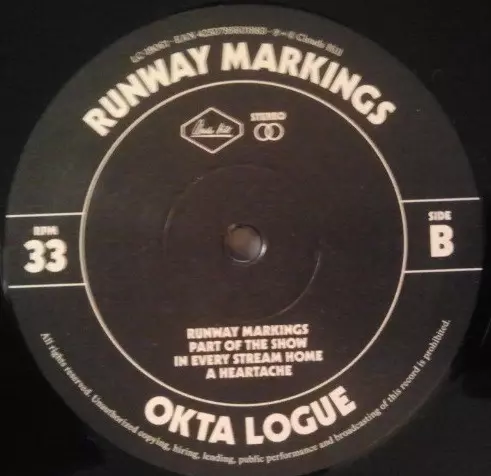 RUNWAY MARKINGS
STEREO
RPM
33
SIDE
B
RUNWAY MARKINGS
PART OF THE SHOW
IN EVERY STREAM HOME
A HEARTACHE
OKTA LOGUE
All rights reserved. Unauthorized copying, hiring, lending, public performance and broadcasting of this record is prohibited.